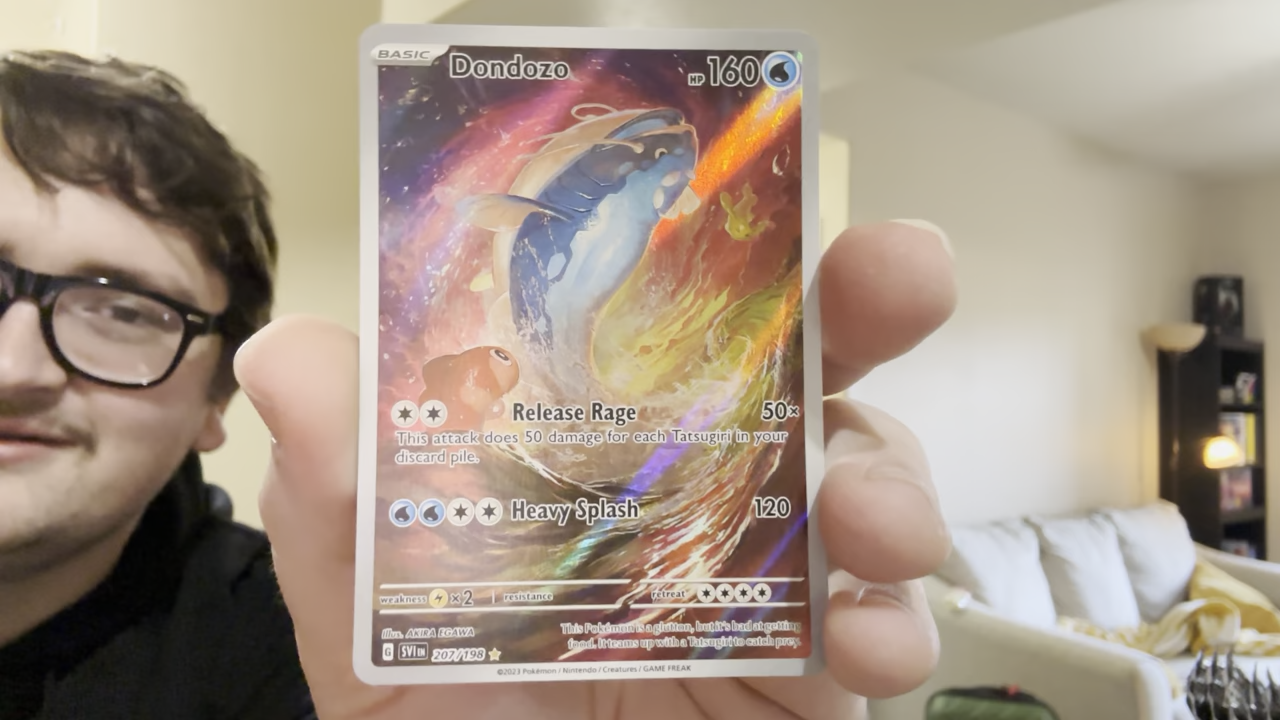 BASIC Dondozo HP 160
Release Rage 50×
This attack does 50 damage for each Tatsugiri in your
discard pile.
Heavy Splash 120
weakness ×2 resistance retreat
Illus. AKIRA EGAWA
This Pokémon is a glutton, but it's bad at getting
food. It teams up with a Tatsugiri to catch prey.
G SVI EN 207/198
©2023 Pokémon / Nintendo / Creatures / GAME FREAK